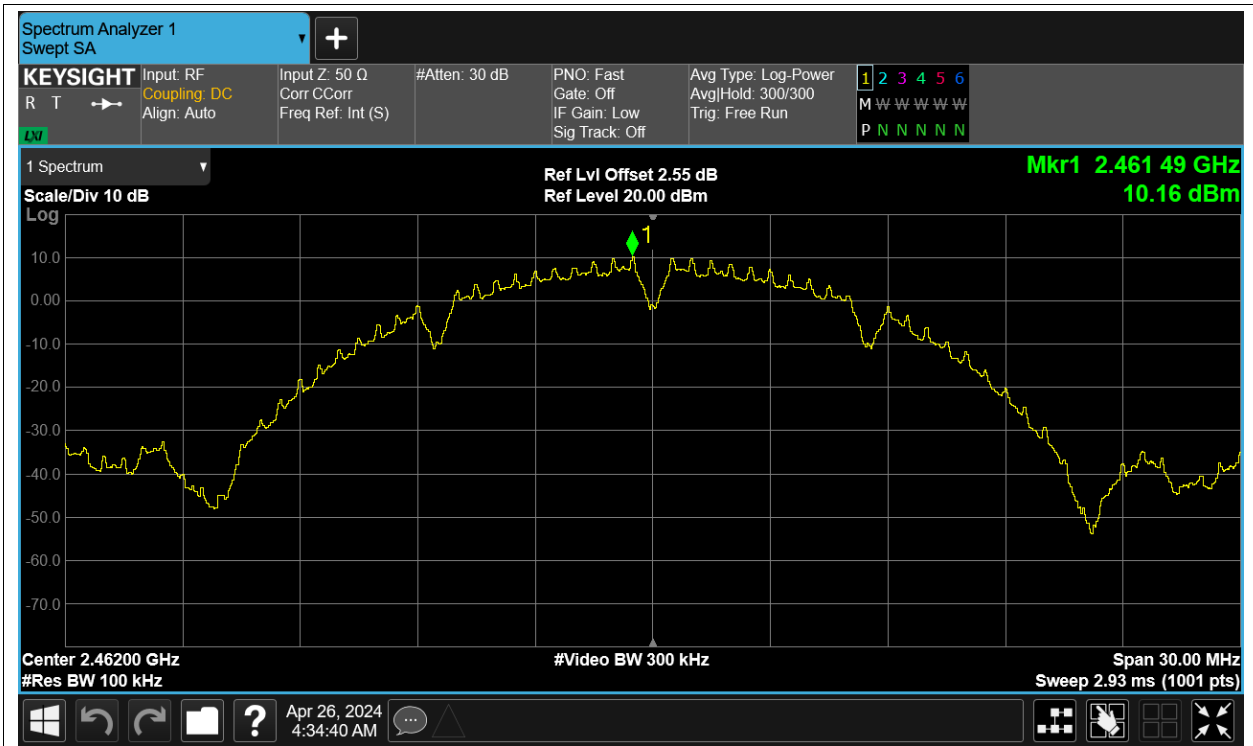 Spectrum Analyzer 1
Swept SA
KEYSIGHT
R T
LXI
Input: RF
Coupling: DC
Align: Auto
Input Z: 50 Ω
Corr CCorr
Freq Ref: Int (S)
#Atten: 30 dB
PNO: Fast
Gate: Off
IF Gain: Low
Sig Track: Off
Avg Type: Log-Power
Avg|Hold: 300/300
Trig: Free Run
1 2 3 4 5 6
M W W W W W
P N N N N N
1 Spectrum
Scale/Div 10 dB
Log
Ref Lvl Offset 2.55 dB
Ref Level 20.00 dBm
Mkr1 2.461 49 GHz
10.16 dBm
1
10.0
0.00
-10.0
-20.0
-30.0
-40.0
-50.0
-60.0
-70.0
Center 2.46200 GHz
#Res BW 100 kHz
#Video BW 300 kHz
Span 30.00 MHz
Sweep 2.93 ms (1001 pts)
?
Apr 26, 2024
4:34:40 AM